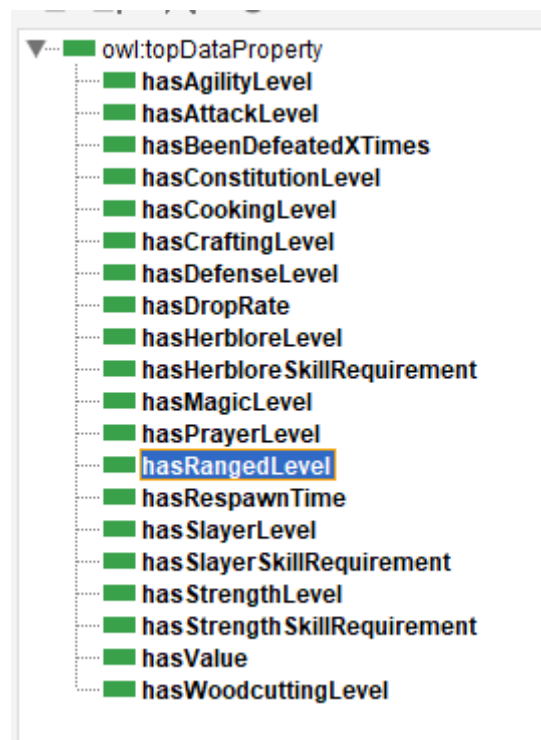 owl:topDataProperty
hasAgilityLevel
hasAttackLevel
hasBeenDefeatedXTimes
hasConstitutionLevel
hasCookingLevel
hasCraftingLevel
hasDefenseLevel
hasDropRate
hasHerbloreLevel
hasHerbloreSkillRequirement
hasMagicLevel
hasPrayerLevel
hasRangedLevel
hasRespawnTime
hasSlayerLevel
hasSlayerSkillRequirement
hasStrengthLevel
hasStrengthSkillRequirement
hasValue
hasWoodcuttingLevel